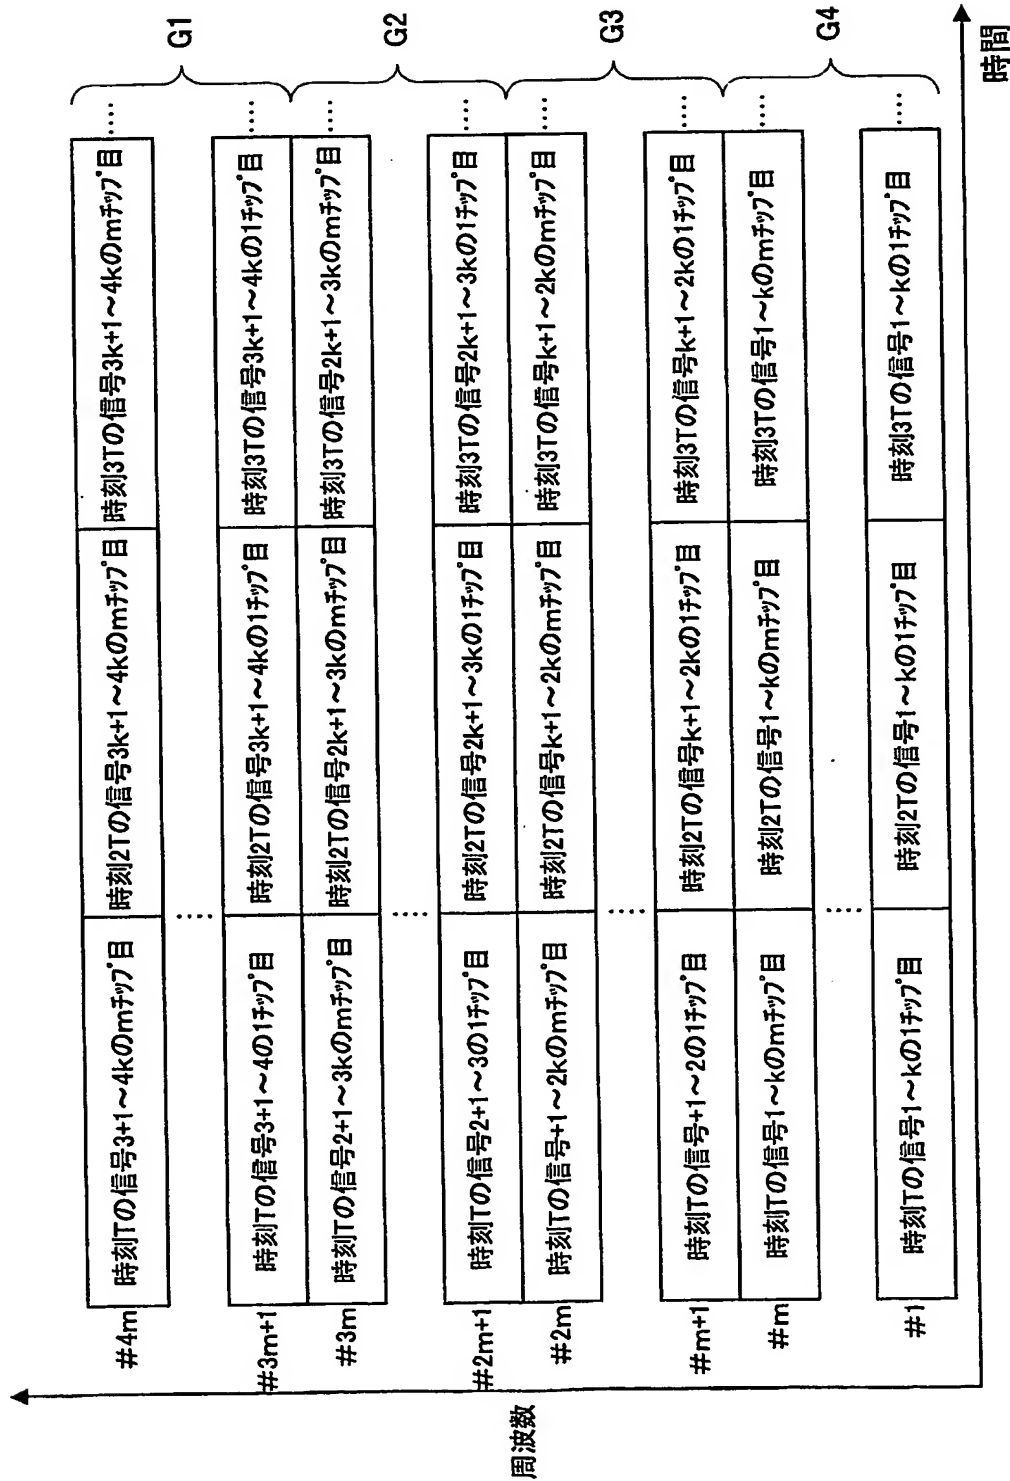 周波数
#4m
時刻Tの信号3+1～4kのmチップ目
時刻2Tの信号3k+1～4kのmチップ目
時刻3Tの信号3k+1～4kのmチップ目
....
G1
....
#3m+1
時刻Tの信号3+1～4の1チップ目
時刻2Tの信号3k+1～4kの1チップ目
時刻3Tの信号3k+1～4kの1チップ目
....
#3m
時刻Tの信号2+1～3kのmチップ目
時刻2Tの信号2k+1～3kのmチップ目
時刻3Tの信号2k+1～3kのmチップ目
....
G2
....
#2m+1
時刻Tの信号2+1～3の1チップ目
時刻2Tの信号2k+1～3kの1チップ目
時刻3Tの信号2k+1～3kの1チップ目
....
#2m
時刻Tの信号+1～2kのmチップ目
時刻2Tの信号k+1～2kのmチップ目
時刻3Tの信号k+1～2kのmチップ目
....
G3
....
#m+1
時刻Tの信号+1～2の1チップ目
時刻2Tの信号k+1～2kの1チップ目
時刻3Tの信号k+1～2kの1チップ目
....
#m
時刻Tの信号1～kのmチップ目
時刻2Tの信号1～kのmチップ目
時刻3Tの信号1～kのmチップ目
....
G4
....
#1
時刻Tの信号1～kの1チップ目
時刻2Tの信号1～kの1チップ目
時刻3Tの信号1～kの1チップ目
....
時間